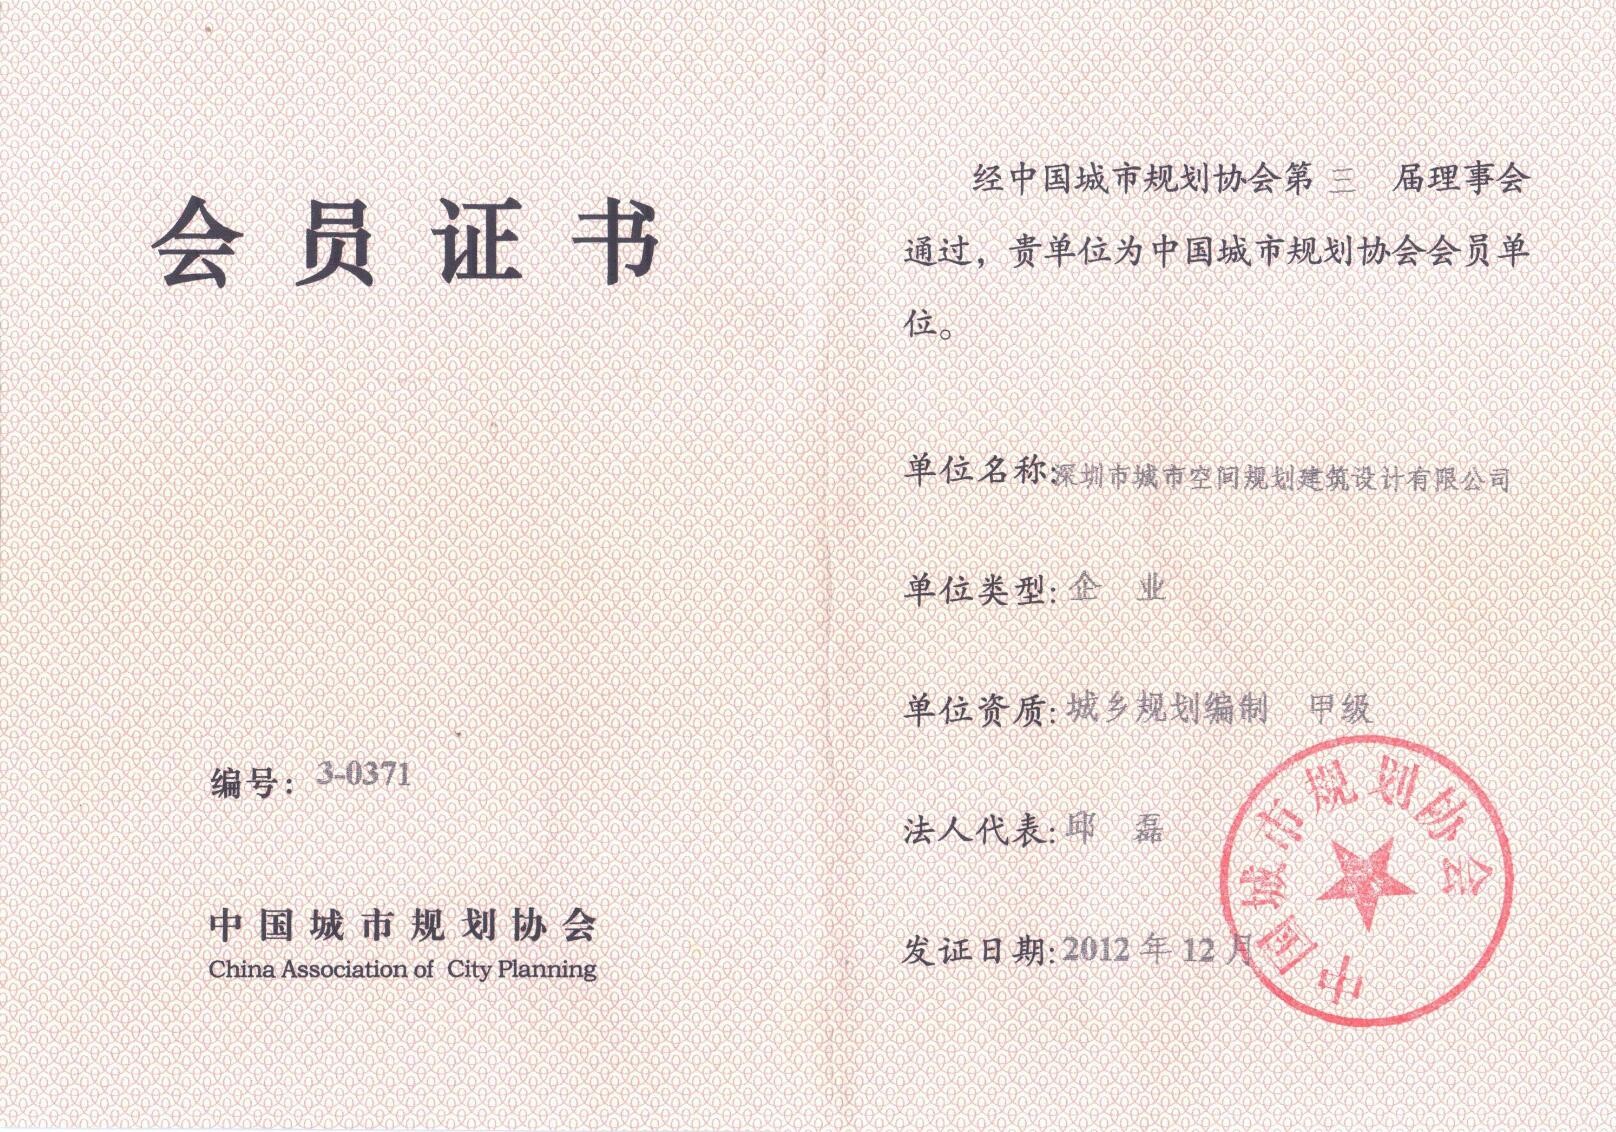 会员证书
编号：3-0371
中国城市规划协会
China Association of City Planning
经中国城市规划协会第三届理事会
通过，贵单位为中国城市规划协会会员单
位。
单位名称:深圳市城市空间规划建筑设计有限公司
单位类型:企 业
单位资质:城乡规划编制 甲级
法人代表:邱 磊
发证日期:2012年12月
中国城市规划协会